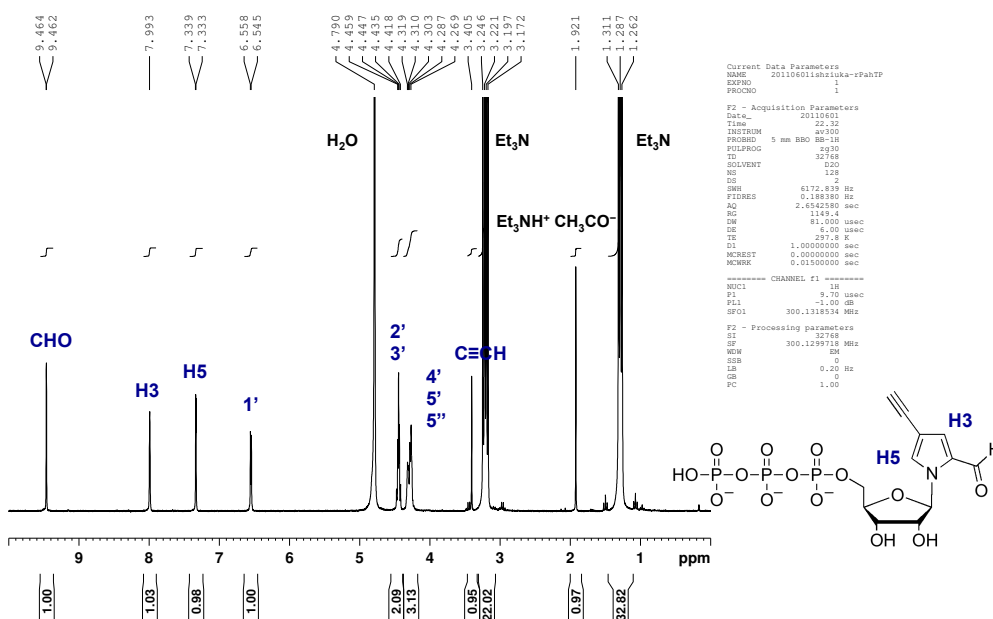 9.464
9.462
7.993
7.339
7.333
6.558
6.545
4.790
4.459
4.447
4.435
4.418
4.319
4.310
4.303
4.287
4.269
3.405
3.246
3.221
3.197
3.172
1.921
1.311
1.287
1.262
Current Data Parameters
NAME 20110601ishziuka-rPahTP
EXPNO 1
PROCNO 1
F2 - Acquisition Parameters
Date_ 20110601
Time 22.32
INSTRUM av300
PROBHD 5 mm BBO BB-1H
PULPROG zg30
TD 32768
SOLVENT D2O
NS 128
DS 2
SWH 6172.839 Hz
FIDRES 0.188380 Hz
AQ 2.6542580 sec
RG 1149.4
DW 81.000 usec
DE 6.00 usec
TE 297.8 K
D1 1.00000000 sec
MCREST 0.00000000 sec
MCWRK 0.01500000 sec
======== CHANNEL f1 ========
NUC1 1H
P1 9.70 usec
PL1 -1.00 dB
SFO1 300.1318534 MHz
F2 - Processing parameters
SI 32768
SF 300.1299718 MHz
WDW EM
SSB 0
LB 0.20 Hz
GB 0
PC 1.00
H₂O
Et₃N
Et₃N
Et₃NH⁺ CH₃CO⁻
CHO
H3
H5
1’
2’
3’
4’
5’
5’’
C≡CH
H3
H5
H
O
N
O O O
HO P O P O P O
O⁻ O⁻ O⁻
O
OH OH
9 8 7 6 5 4 3 2 1 ppm
1.00
1.03
0.98
1.00
2.09
3.13
0.95
22.02
0.97
32.82